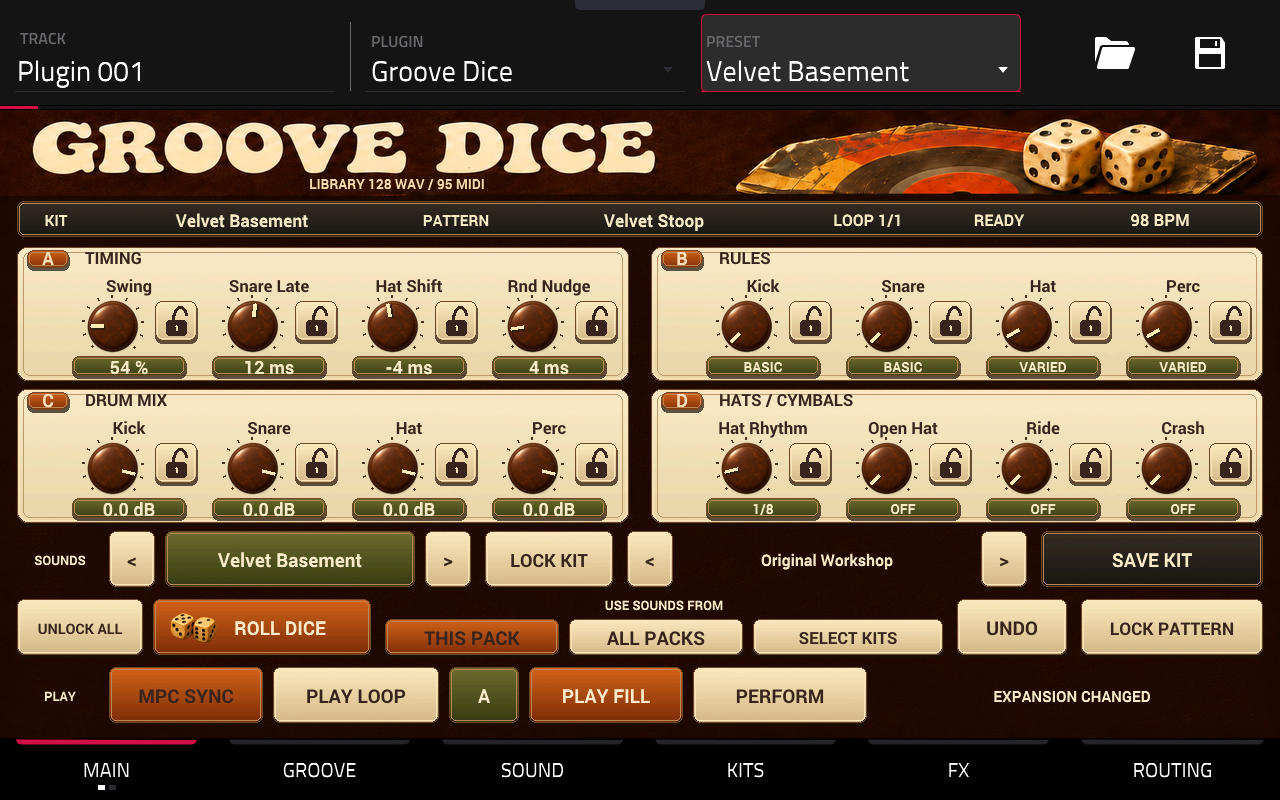 TRACK
Plugin 001
PLUGIN
Groove Dice
PRESET
Velvet Basement
GROOVE DICE
LIBRARY 128 WAV / 95 MIDI
KIT Velvet Basement PATTERN Velvet Stoop LOOP 1/1 READY 98 BPM
A TIMING
Swing Snare Late Hat Shift Rnd Nudge
54 % 12 ms -4 ms 4 ms
B RULES
Kick Snare Hat Perc
BASIC BASIC VARIED VARIED
C DRUM MIX
Kick Snare Hat Perc
0.0 dB 0.0 dB 0.0 dB 0.0 dB
D HATS / CYMBALS
Hat Rhythm Open Hat Ride Crash
1/8 OFF OFF OFF
SOUNDS < Velvet Basement > LOCK KIT < Original Workshop > SAVE KIT
USE SOUNDS FROM
UNLOCK ALL ROLL DICE THIS PACK ALL PACKS SELECT KITS UNDO LOCK PATTERN
PLAY MPC SYNC PLAY LOOP A PLAY FILL PERFORM EXPANSION CHANGED
MAIN GROOVE SOUND KITS FX ROUTING